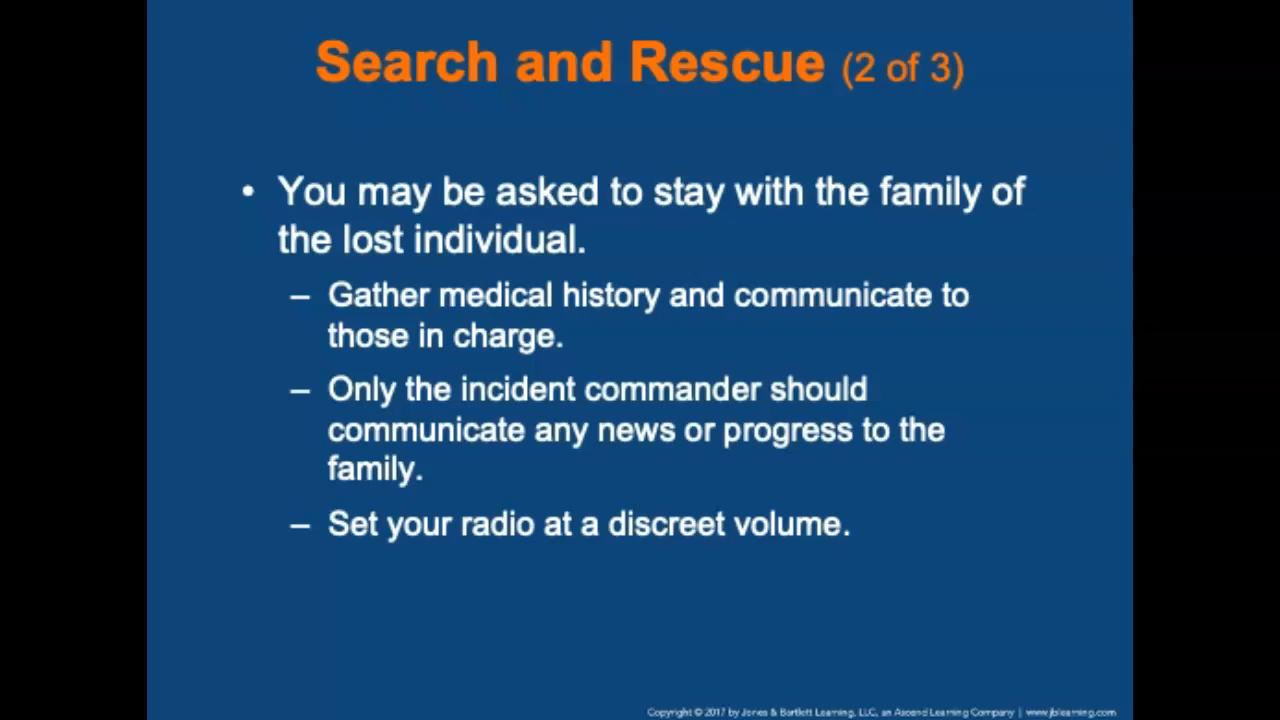 Search and Rescue (2 of 3)
• You may be asked to stay with the family of
the lost individual.
– Gather medical history and communicate to
those in charge.
– Only the incident commander should
communicate any news or progress to the
family.
– Set your radio at a discreet volume.
Copyright © 2017 by Jones & Bartlett Learning, LLC, an Ascend Learning Company | www.jblearning.com